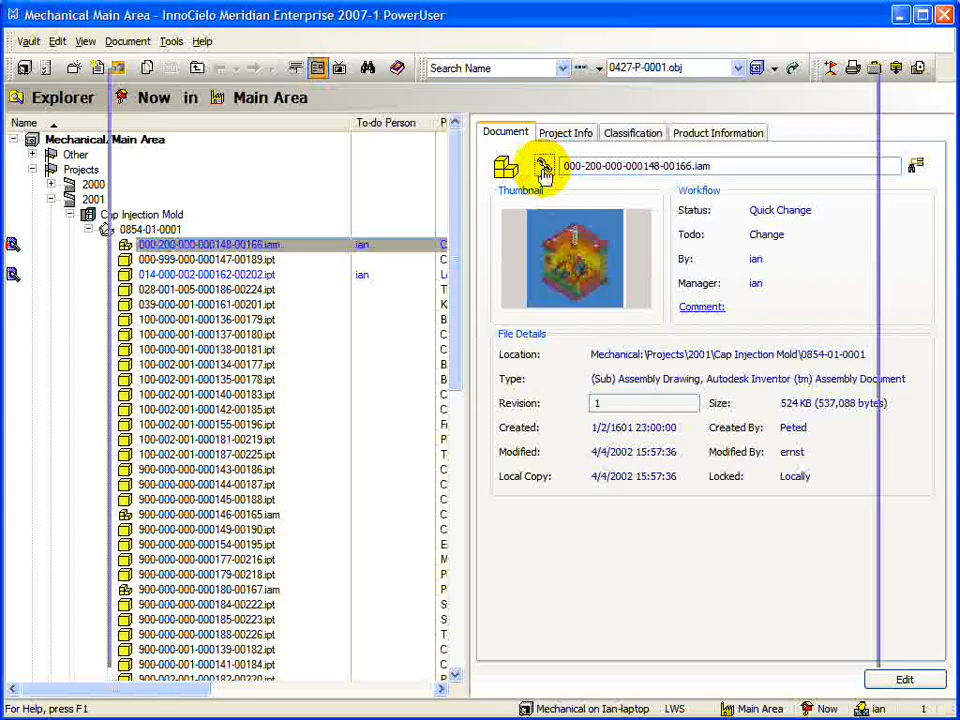 Mechanical Main Area - InnoCielo Meridian Enterprise 2007-1 PowerUser
Vault Edit View Document Tools Help
Search Name 0427-P-0001.obj
Explorer Now in Main Area
Name To-do Person
Document Project Info Classification Product Information
Mechanical, Main Area
Other
Projects
2000
2001
Cap Injection Mold
0854-01-0001
000-200-000-000148-00166.iam ian
000-999-000-000147-00189.ipt
014-000-002-000162-00202.ipt ian
028-001-005-000186-00224.ipt
039-000-001-000161-00201.ipt
100-000-001-000136-00179.ipt
100-000-001-000137-00180.ipt
100-000-001-000138-00181.ipt
100-002-001-000134-00177.ipt
100-002-001-000135-00178.ipt
100-002-001-000140-00183.ipt
100-002-001-000142-00185.ipt
100-002-001-000155-00196.ipt
100-002-001-000181-00219.ipt
100-002-001-000187-00225.ipt
900-000-000-000143-00186.ipt
900-000-000-000144-00187.ipt
900-000-000-000145-00188.ipt
900-000-000-000146-00165.iam
900-000-000-000149-00190.ipt
900-000-000-000154-00195.ipt
900-000-000-000177-00216.ipt
900-000-000-000179-00218.ipt
900-000-000-000180-00167.iam
900-000-000-000184-00222.ipt
900-000-000-000185-00223.ipt
900-000-000-000188-00226.ipt
900-000-001-000139-00182.ipt
900-000-001-000141-00184.ipt
900-000-002-000182-00220.ipt
000-200-000-000148-00166.iam
Thumbnail
Workflow
Status: Quick Change
Todo: Change
By: ian
Manager: ian
Comment:
File Details
Location: Mechanical:\Projects\2001\Cap Injection Mold\0854-01-0001
Type: (Sub) Assembly Drawing, Autodesk Inventor (tm) Assembly Document
Revision: 1 Size: 524 KB (537,088 bytes)
Created: 1/2/1601 23:00:00 Created By: Peted
Modified: 4/4/2002 15:57:36 Modified By: ernst
Local Copy: 4/4/2002 15:57:36 Locked: Locally
Edit
For Help, press F1 Mechanical on Ian-laptop LWS Main Area Now ian 1